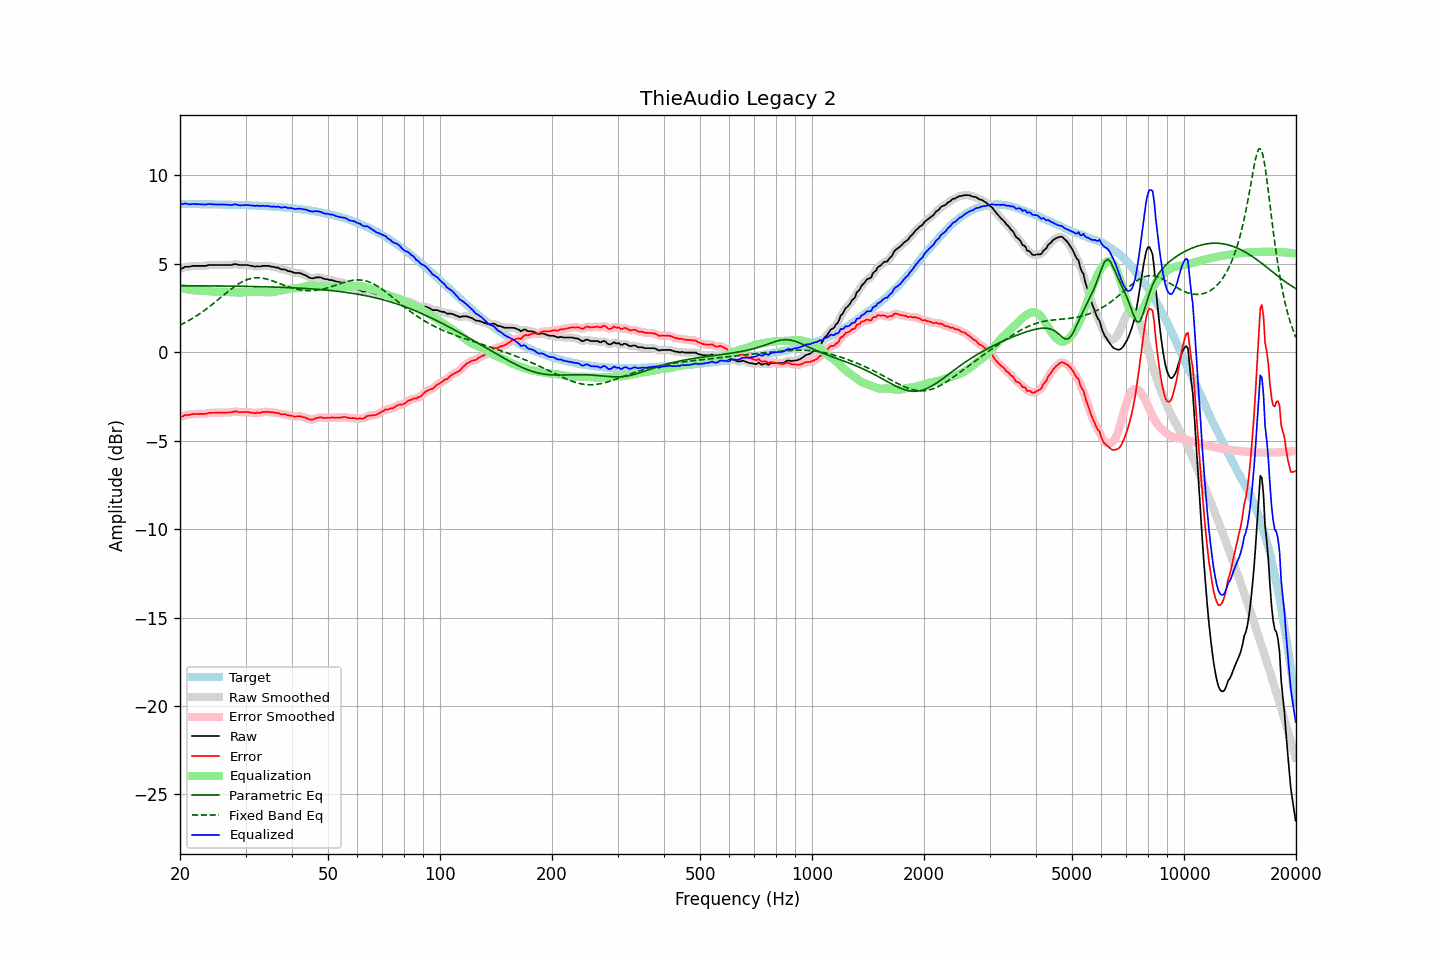 ThieAudio Legacy 2
Amplitude (dBr)
10
5
0
−5
−10
−15
−20
−25
Target
Raw Smoothed
Error Smoothed
Raw
Error
Equalization
Parametric Eq
Fixed Band Eq
Equalized
20
50
100
200
500
1000
2000
5000
10000
20000
Frequency (Hz)